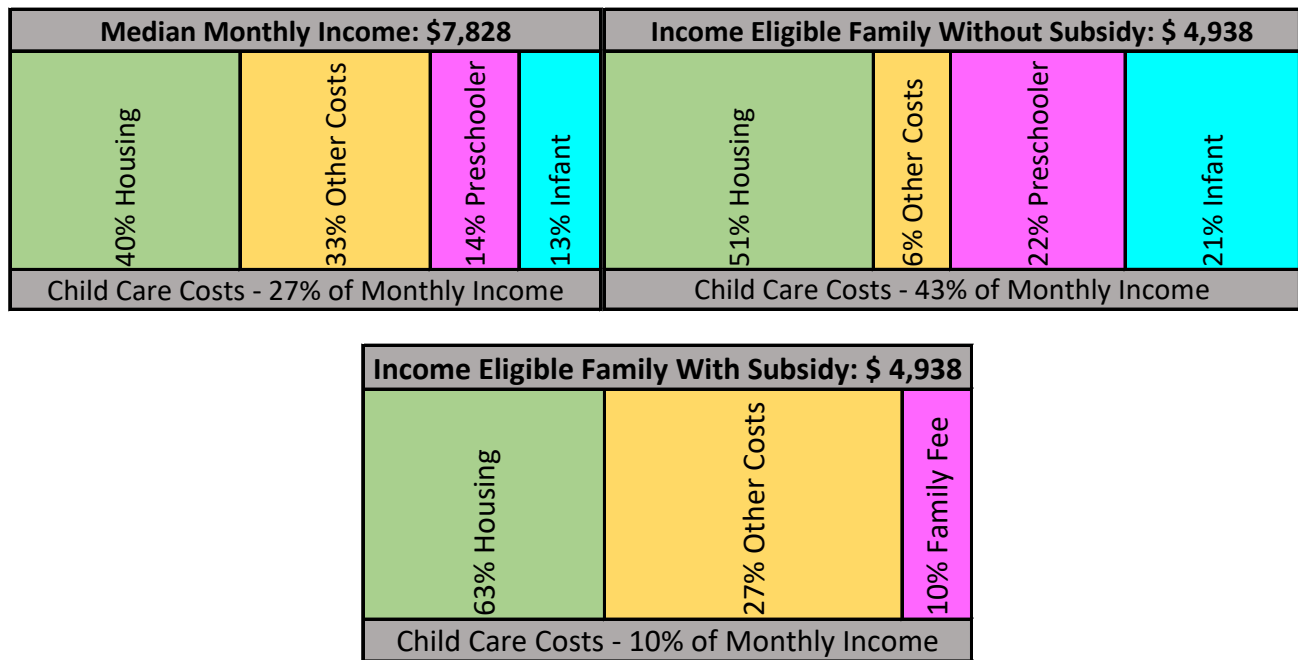 Median Monthly Income: $7,828
40% Housing
33% Other Costs
14% Preschooler
13% Infant
Child Care Costs - 27% of Monthly Income
Income Eligible Family Without Subsidy: $ 4,938
51% Housing
6% Other Costs
22% Preschooler
21% Infant
Child Care Costs - 43% of Monthly Income
Income Eligible Family With Subsidy: $ 4,938
63% Housing
27% Other Costs
10% Family Fee
Child Care Costs - 10% of Monthly Income